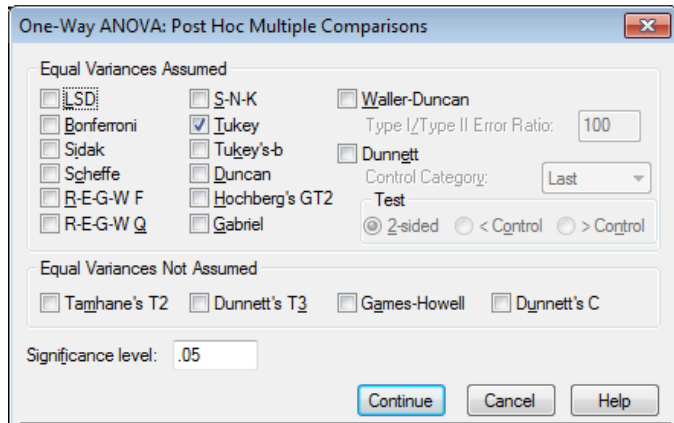 One-Way ANOVA: Post Hoc Multiple Comparisons
Equal Variances Assumed
LSD
Bonferroni
Sidak
Scheffe
R-E-G-W F
R-E-G-W Q
S-N-K
Tukey
Tukey's-b
Duncan
Hochberg's GT2
Gabriel
Waller-Duncan
Type I/Type II Error Ratio: 100
Dunnett
Control Category: Last
Test
2-sided < Control > Control
Equal Variances Not Assumed
Tamhane's T2 Dunnett's T3 Games-Howell Dunnett's C
Significance level: .05
Continue Cancel Help